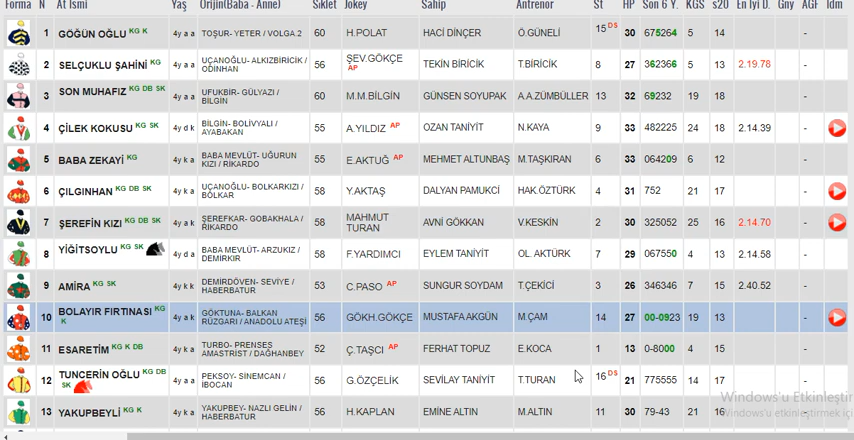 Forma N At İsmi Yaş Orijin(Baba - Anne) Sıklet Jokey Sahip Antrenör St HP Son 6 Y. KGS s20 En İyi D. Gny AGF İdm
1 GÖĞÜN OĞLU KG K 4y a a TOŞUR- YETER / VOLGA.2 60 H.POLAT HACİ DİNÇER Ö.GÜNELİ 15 DS 30 675264 5 14 -
2 SELÇUKLU ŞAHİNİ KG 4y a a UÇANOĞLU- ALKIZBİRİCİK / ODİNHAN 56 ŞEV.GÖKÇE AP TEKİN BİRİCİK T.BİRİCİK 8 27 362366 5 13 2.19.78 -
3 SON MUHAFIZ KG DB SK 4y a a UFUKBİR- GÜLYAZI / BİLGİN 60 M.M.BİLGİN GÜNSEN SOYUPAK A.A.ZÜMBÜLLER 13 32 69232 19 18 -
4 ÇİLEK KOKUSU KG SK 4y d k BİLGİN- BOLİVYALI / AYABAKAN 55 A.YILDIZ AP OZAN TANİYİT N.KAYA 9 33 482225 24 18 2.14.39 -
5 BABA ZEKAYİ KG 4y k a BABA MEVLÜT- UĞURUN KIZI / RİKARDO 55 E.AKTUĞ AP MEHMET ALTUNBAŞ M.TAŞKIRAN 6 33 064209 6 12 -
6 ÇILGINHAN KG DB SK 4y k a UÇANOĞLU- BOLKARKIZI / BOLKAR 58 Y.AKTAŞ DALYAN PAMUKCİ HAK.ÖZTÜRK 4 31 752 21 17 -
7 ŞEREFİN KIZI KG DB SK 4y a k ŞEREFKAR- GOBAKHALA / RİKARDO 58 MAHMUT TURAN AVNİ GÖKKAN V.KESKİN 2 30 325052 25 16 2.14.70 -
8 YİĞİTSOYLU KG SK 4y d a BABA MEVLÜT- ARZUKIZ / DEMİRKIR 58 F.YARDIMCI EYLEM TANİYİT OL.AKTÜRK 7 29 067550 4 13 2.14.58 -
9 AMİRA KG SK 4y k k DEMİRDÖVEN- SEVİYE / HABERBATUR 53 C.PASO AP SUNGUR SOYDAM T.ÇEKİCİ 3 26 346346 7 15 2.40.52 -
10 BOLAYIR FIRTINASI KG K 4y a k GÖKTUNA- BALKAN RÜZGARI / ANADOLU ATEŞİ 56 GÖKH.GÖKÇE MUSTAFA AKGÜN M.ÇAM 14 27 00-0923 19 13 -
11 ESARETİM KG K DB 4y k a TURBO- PRENSES AMASTRİST / DAĞHANBEY 52 Ç.TAŞCI AP FERHAT TOPUZ E.KOCA 1 13 0-8000 4 15 -
12 TUNCERİN OĞLU KG DB SK 4y a a PEKSOY- SİNEMCAN / İBOCAN 56 G.ÖZÇELİK SEVİLAY TANİYİT T.TURAN 16 DS 21 775555 14 17 -
13 YAKUPBEYLİ KG K 4y k a YAKUPBEY- NAZLI GELİN / HABERBATUR 56 H.KAPLAN EMİNE ALTIN M.ALTIN 11 30 79-43 21 16 -
Windows'u Etkinleştir
Windows'u etkinleştirmek içi